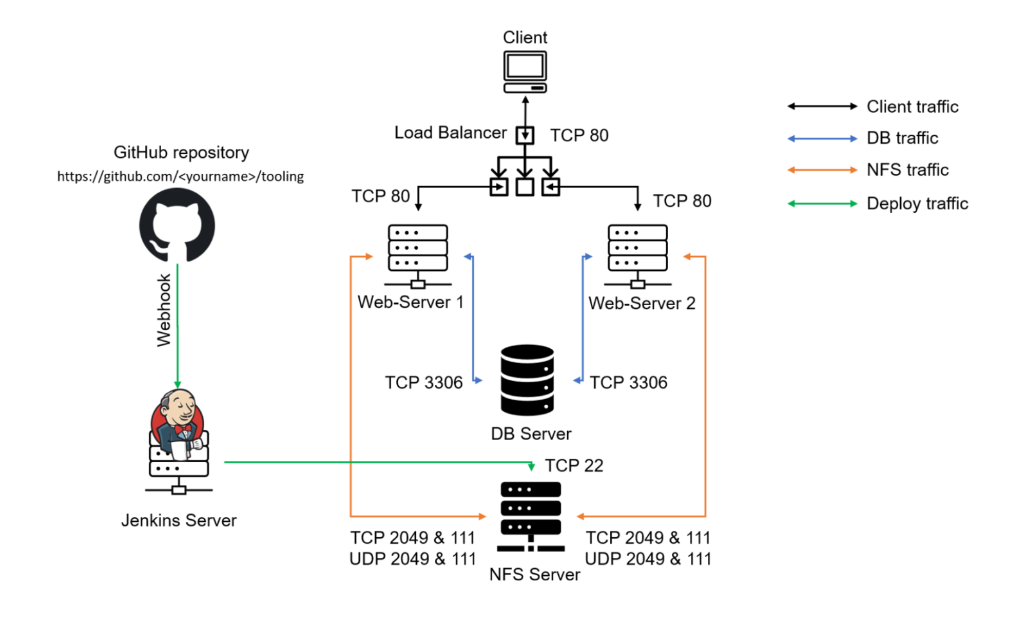 Client
Load Balancer
TCP 80
Client traffic
DB traffic
NFS traffic
Deploy traffic
GitHub repository
https://github.com/<yourname>/tooling
TCP 80
TCP 80
Webhook
Web-Server 1
Web-Server 2
TCP 3306
TCP 3306
DB Server
TCP 22
Jenkins Server
TCP 2049 & 111
UDP 2049 & 111
TCP 2049 & 111
UDP 2049 & 111
NFS Server